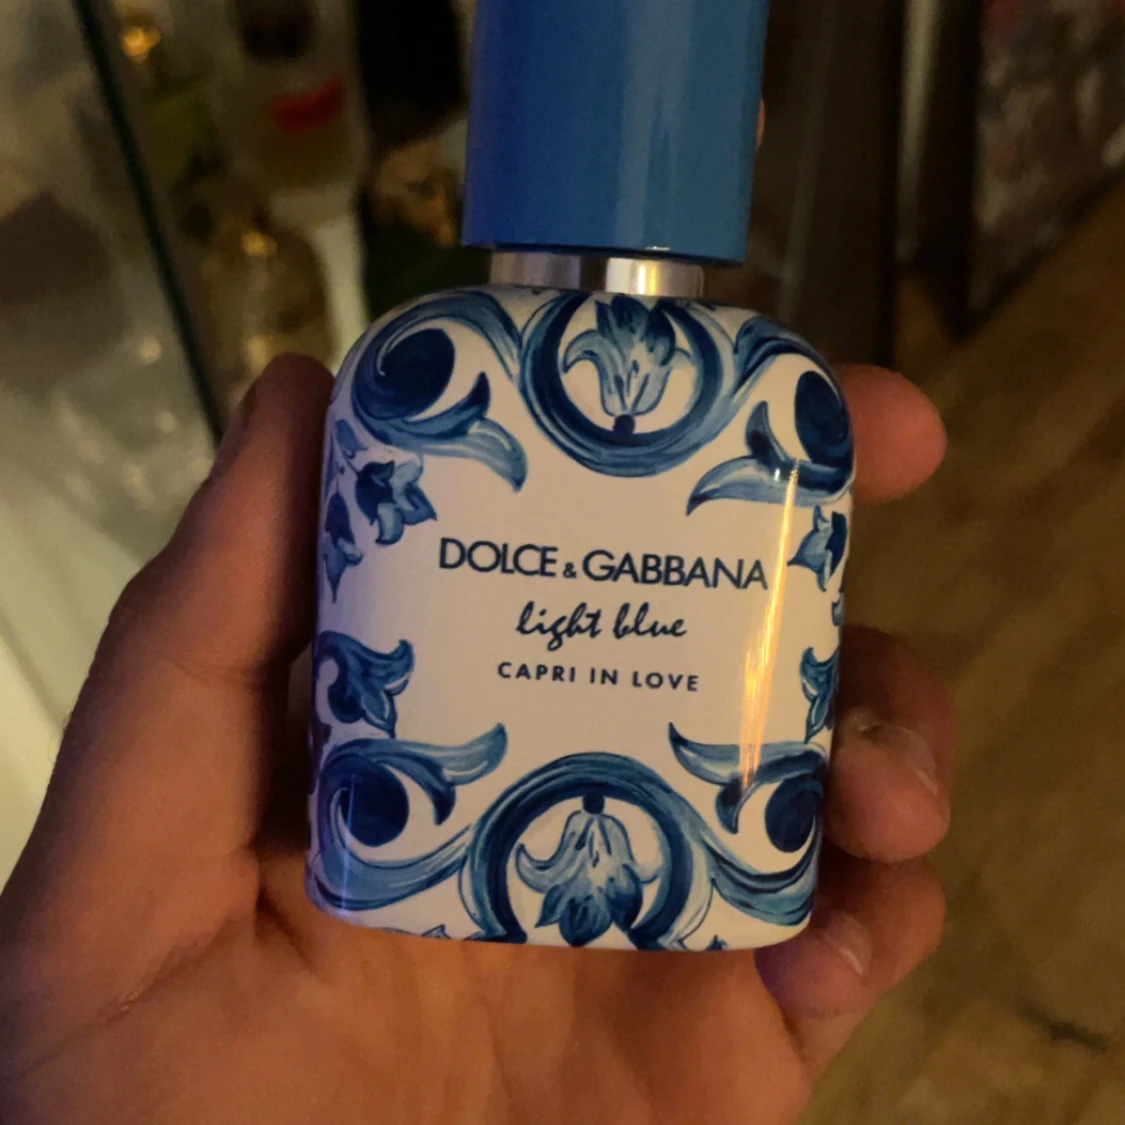 DOLCE & GABBANA
light blue
CAPRI IN LOVE